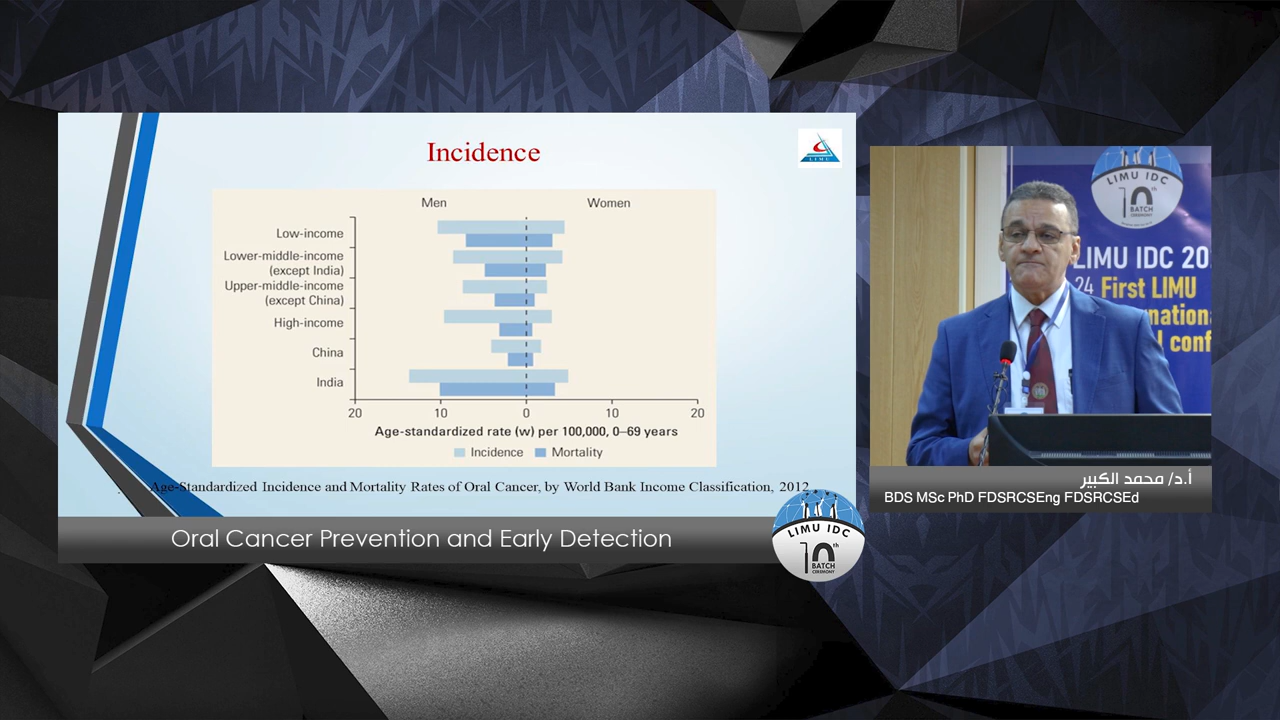 Incidence
LIMU
Men Women
Low-income
Lower-middle-income
(except India)
Upper-middle-income
(except China)
High-income
China
India
20 10 0 10 20
Age-standardized rate (w) per 100,000, 0–69 years
Incidence Mortality
Age-Standardized Incidence and Mortality Rates of Oral Cancer, by World Bank Income Classification, 2012
Oral Cancer Prevention and Early Detection
LIMU IDC
10th
BATCH
CEREMONY
LIMU IDC
10th
BATCH
CEREMONY
LIMU IDC 20
24 First LIMU
nationa
l conf
أ.د/ محمد الكبير
BDS MSc PhD FDSRCSEng FDSRCSEd